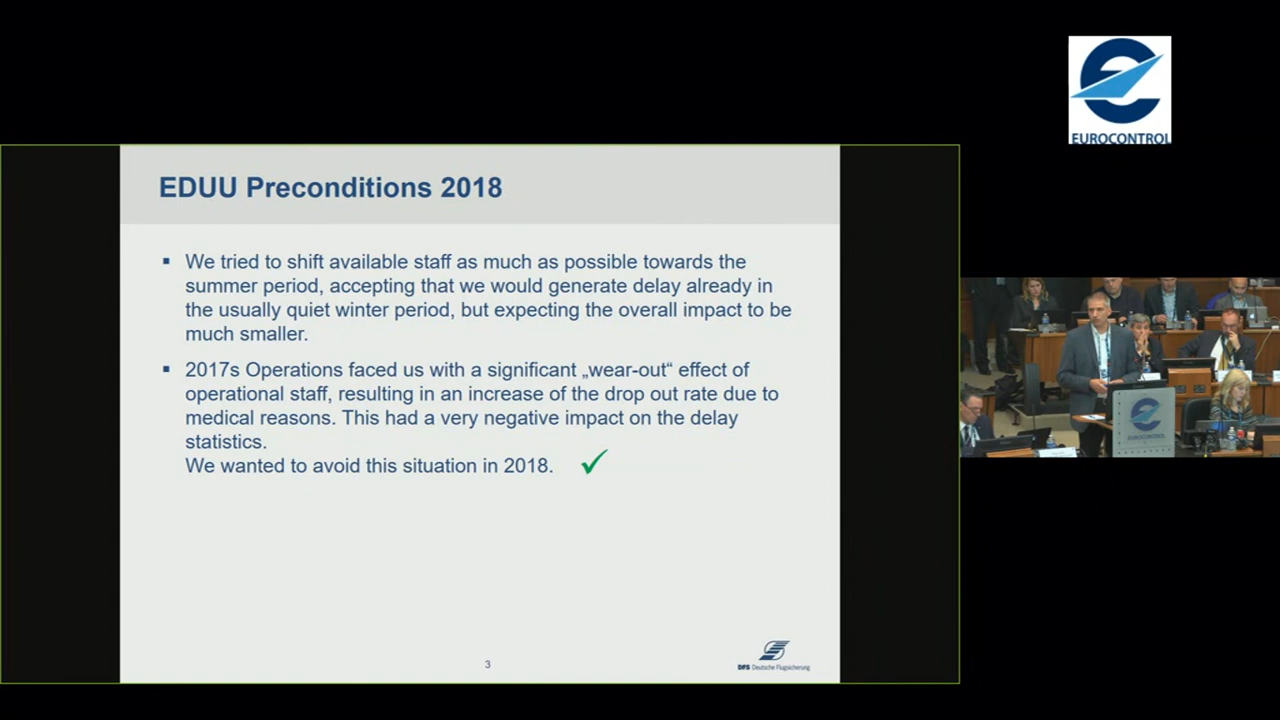 EUROCONTROL
EDUU Preconditions 2018
▪ We tried to shift available staff as much as possible towards the
summer period, accepting that we would generate delay already in
the usually quiet winter period, but expecting the overall impact to be
much smaller.
▪ 2017s Operations faced us with a significant „wear-out“ effect of
operational staff, resulting in an increase of the drop out rate due to
medical reasons. This had a very negative impact on the delay
statistics.
We wanted to avoid this situation in 2018. ✓
3
DFS Deutsche Flugsicherung